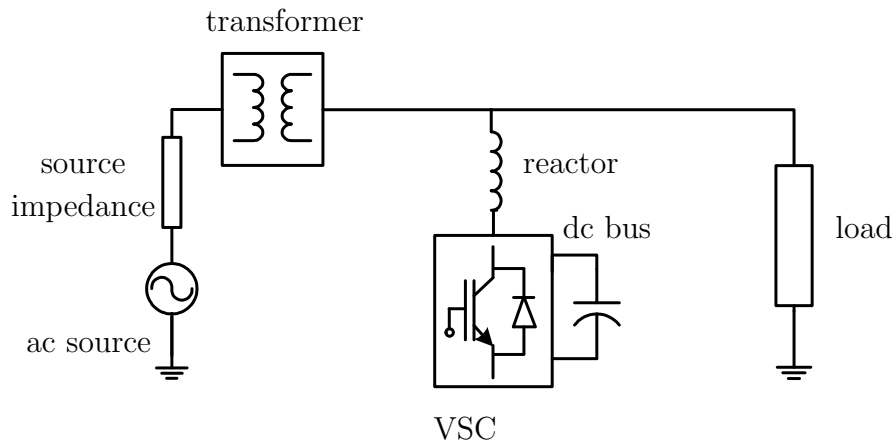 transformer
source
impedance
reactor
dc bus
load
ac source
VSC